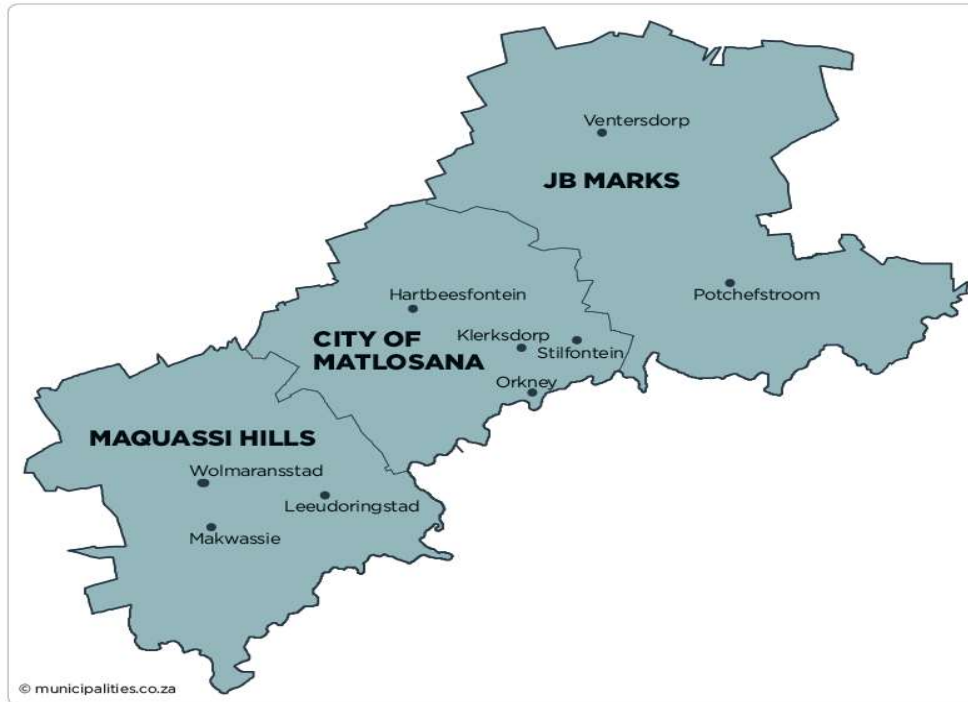 Ventersdorp
JB MARKS
Potchefstroom
Hartbeesfontein
CITY OF
MATLOSANA
Klerksdorp
Stilfontein
Orkney
MAQUASSI HILLS
Wolmaransstad
Leeudoringstad
Makwassie
© municipalities.co.za